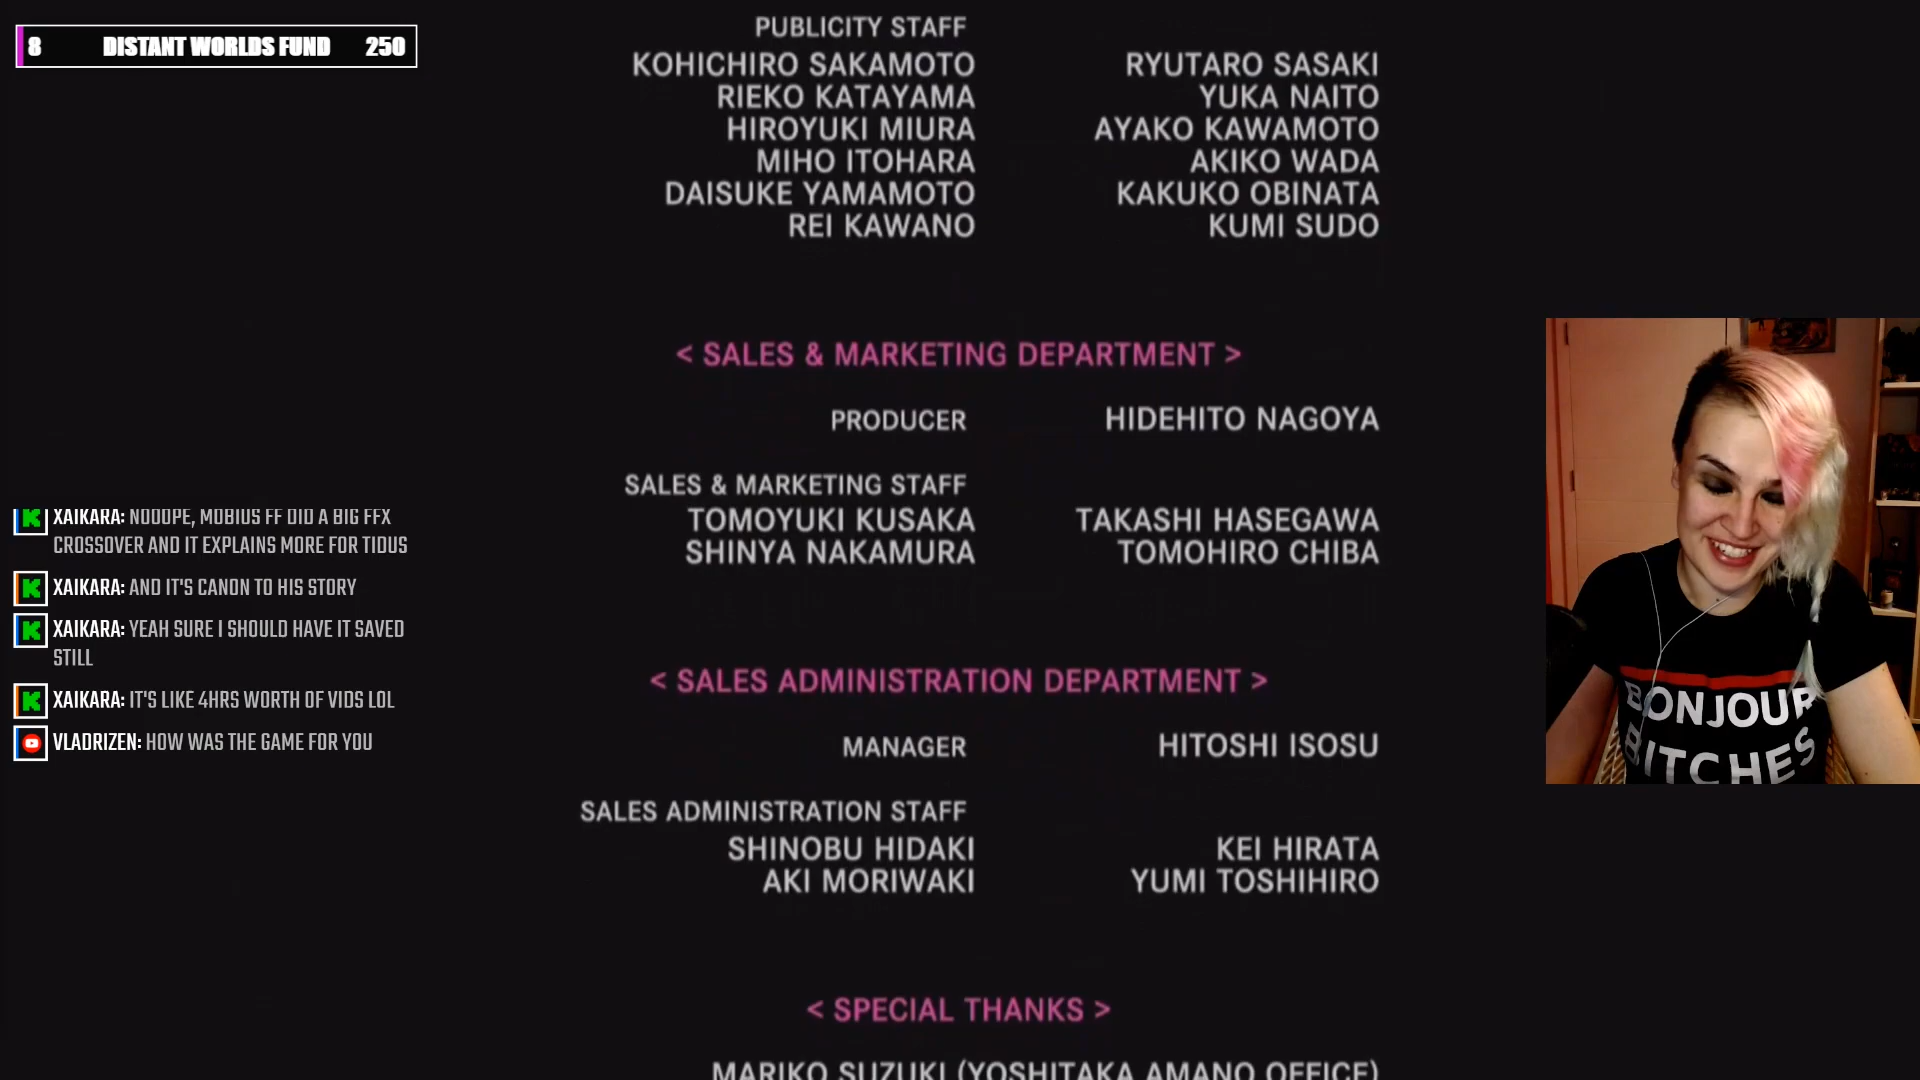 8 DISTANT WORLDS FUND 250
PUBLICITY STAFF
KOHICHIRO SAKAMOTO RYUTARO SASAKI
RIEKO KATAYAMA YUKA NAITO
HIROYUKI MIURA AYAKO KAWAMOTO
MIHO ITOHARA AKIKO WADA
DAISUKE YAMAMOTO KAKUKO OBINATA
REI KAWANO KUMI SUDO
< SALES & MARKETING DEPARTMENT >
PRODUCER HIDEHITO NAGOYA
SALES & MARKETING STAFF
TOMOYUKI KUSAKA TAKASHI HASEGAWA
SHINYA NAKAMURA TOMOHIRO CHIBA
< SALES ADMINISTRATION DEPARTMENT >
MANAGER HITOSHI ISOSU
SALES ADMINISTRATION STAFF
SHINOBU HIDAKI KEI HIRATA
AKI MORIWAKI YUMI TOSHIHIRO
< SPECIAL THANKS >
MARIKO SUZUKI (YOSHITAKA AMANO OFFICE)
XAIKARA: NOOOPE, MOBIUS FF DID A BIG FFX
CROSSOVER AND IT EXPLAINS MORE FOR TIDUS
XAIKARA: AND IT'S CANON TO HIS STORY
XAIKARA: YEAH SURE I SHOULD HAVE IT SAVED
STILL
XAIKARA: IT'S LIKE 4HRS WORTH OF VIDS LOL
VLADRIZEN: HOW WAS THE GAME FOR YOU
BONJOUR
BITCHES